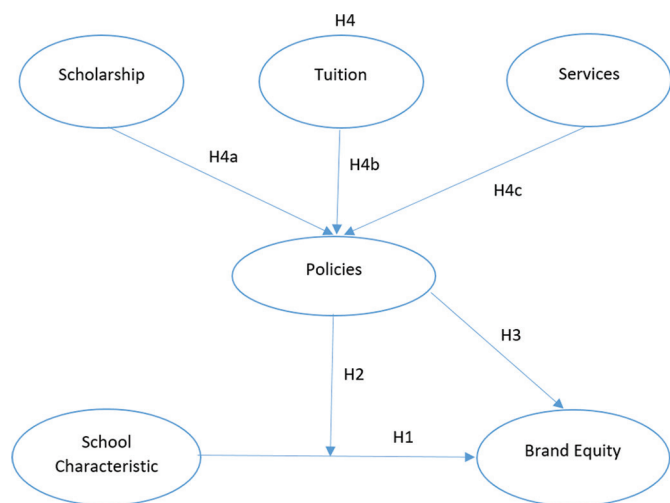 H4
Scholarship
Tuition
Services
H4a
H4b
H4c
Policies
H3
H2
H1
School
Characteristic
Brand Equity